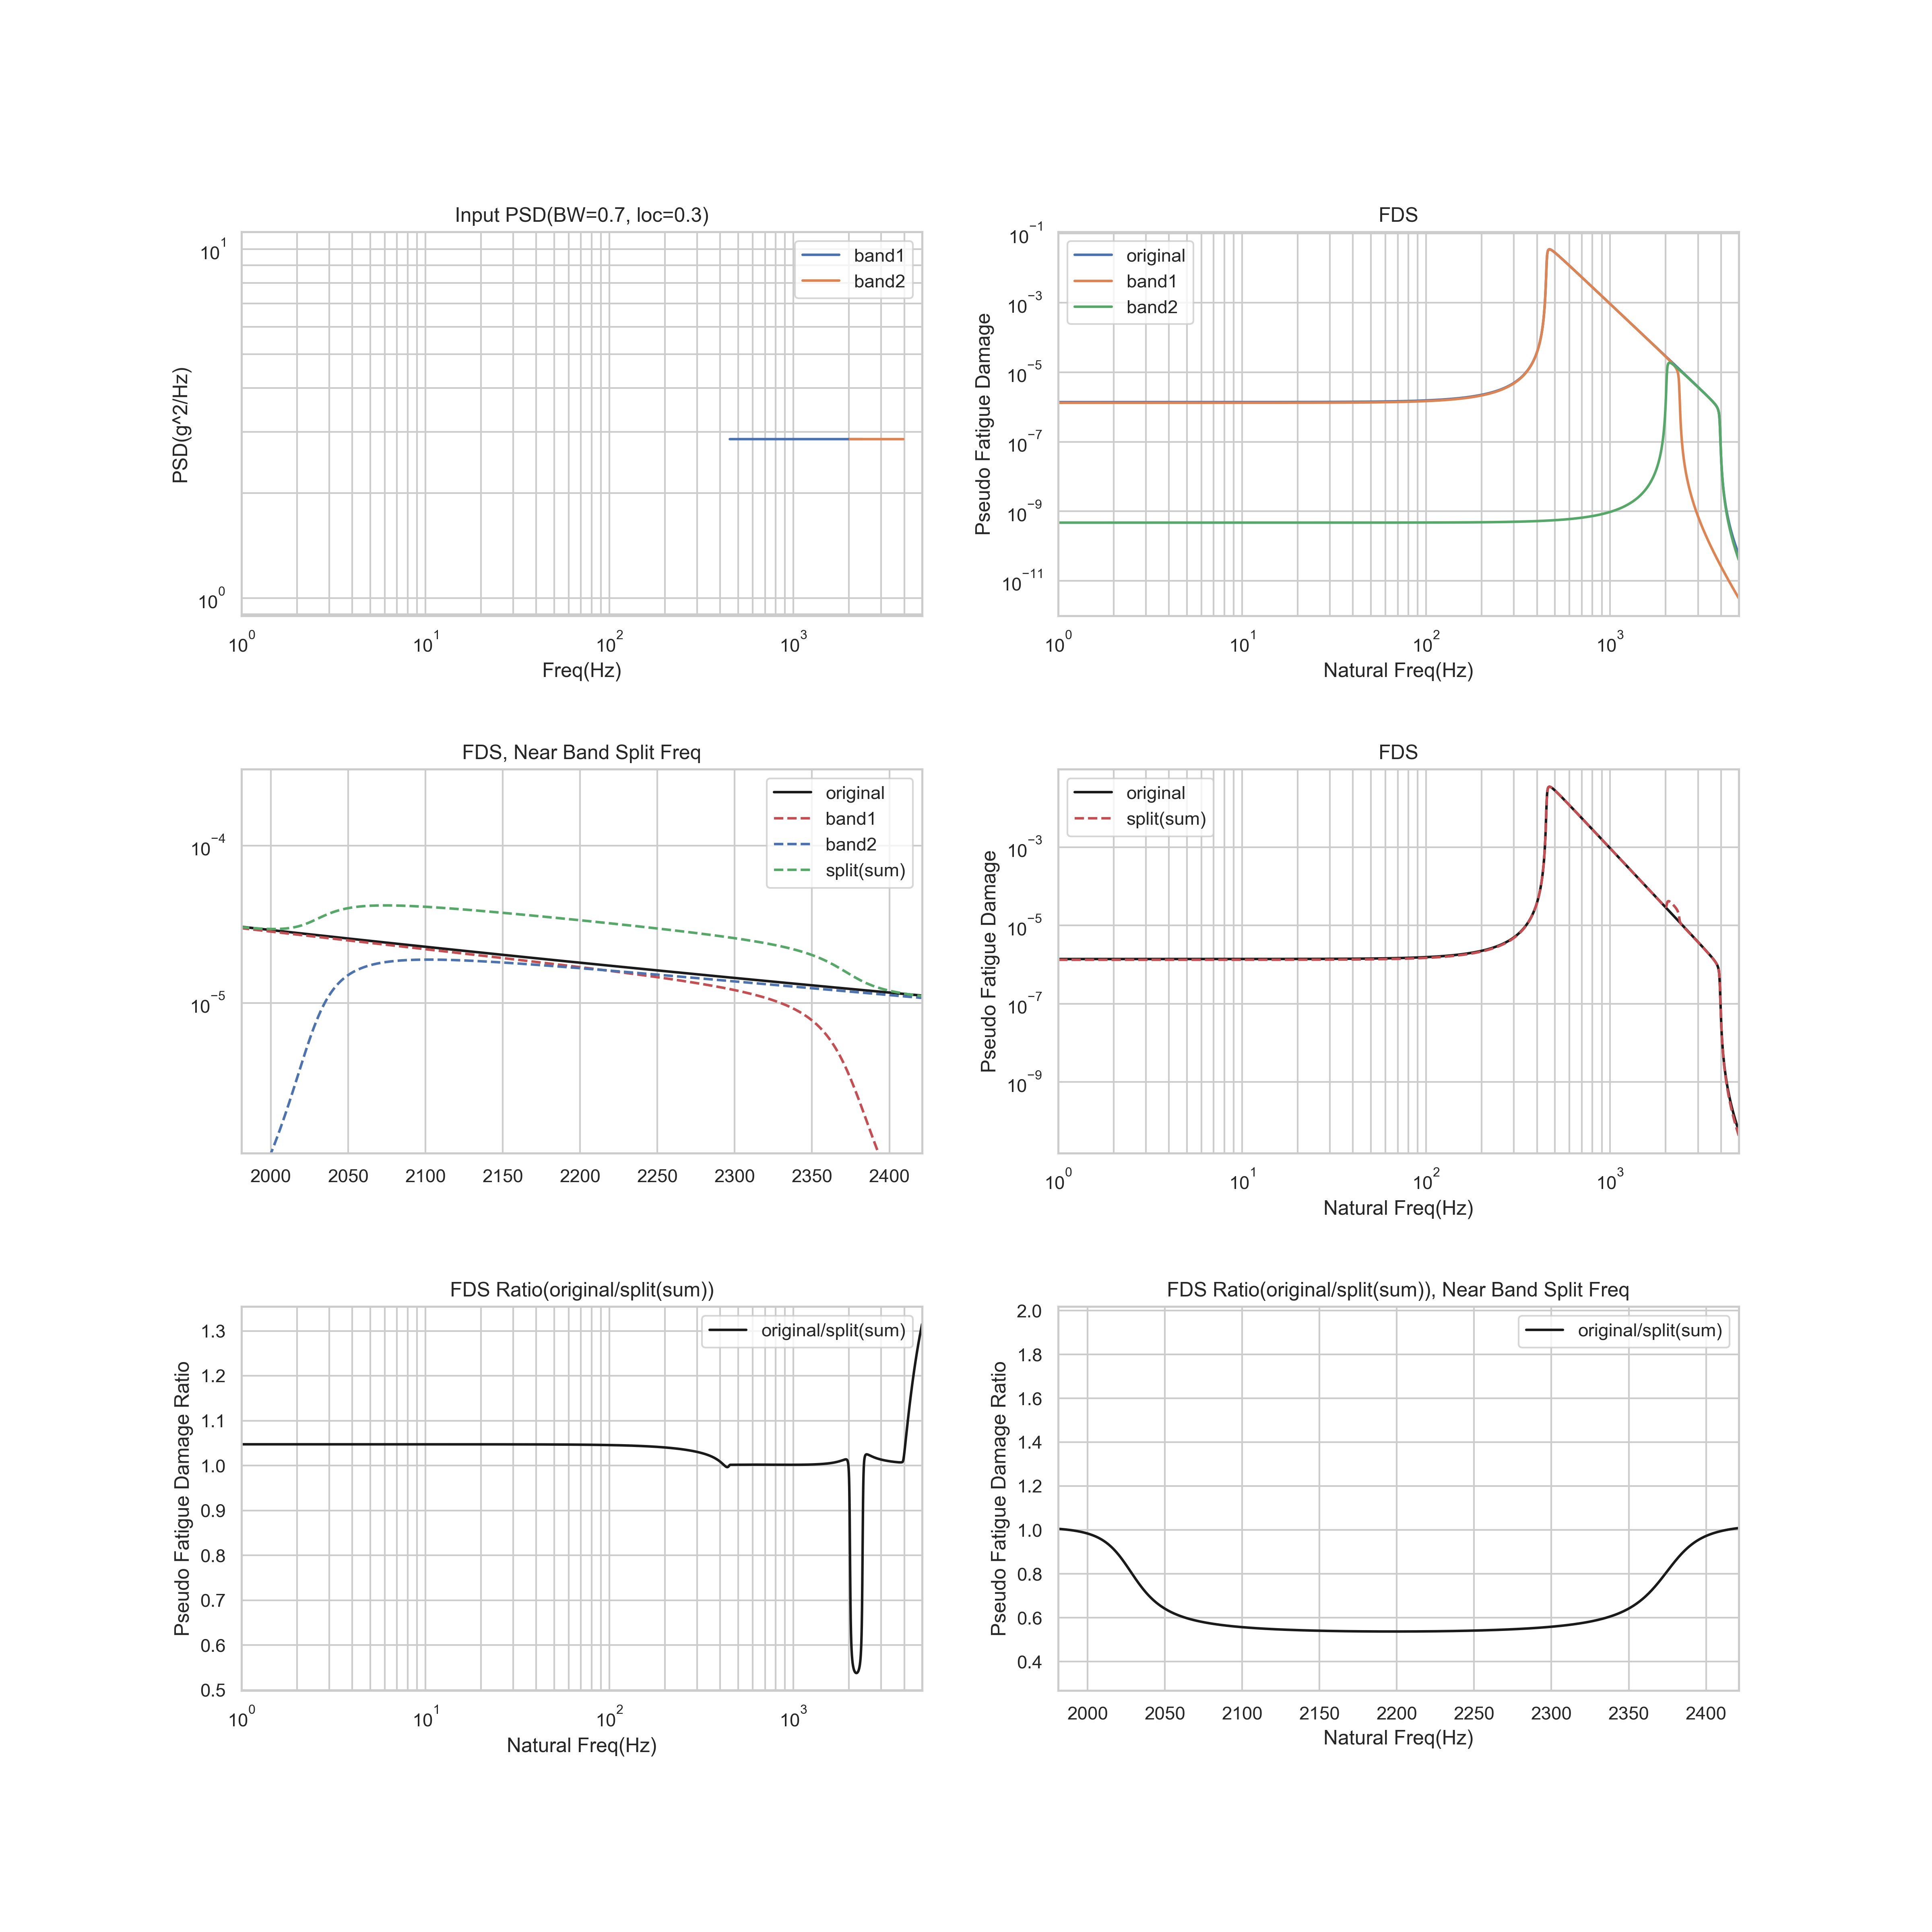 Input PSD(BW=0.7, loc=0.3)
PSD(g^2/Hz)
10^1
10^0
band1
band2
10^0 10^1 10^2 10^3
Freq(Hz)
FDS
Pseudo Fatigue Damage
10^−1
10^−3
10^−5
10^−7
10^−9
10^−11
original
band1
band2
10^0 10^1 10^2 10^3
Natural Freq(Hz)
FDS, Near Band Split Freq
10^−4
10^−5
original
band1
band2
split(sum)
2000 2050 2100 2150 2200 2250 2300 2350 2400
FDS
Pseudo Fatigue Damage
10^−3
10^−5
10^−7
10^−9
original
split(sum)
10^0 10^1 10^2 10^3
Natural Freq(Hz)
FDS Ratio(original/split(sum))
Pseudo Fatigue Damage Ratio
1.3
1.2
1.1
1.0
0.9
0.8
0.7
0.6
0.5
original/split(sum)
10^0 10^1 10^2 10^3
Natural Freq(Hz)
FDS Ratio(original/split(sum)), Near Band Split Freq
Pseudo Fatigue Damage Ratio
2.0
1.8
1.6
1.4
1.2
1.0
0.8
0.6
0.4
original/split(sum)
2000 2050 2100 2150 2200 2250 2300 2350 2400
Natural Freq(Hz)